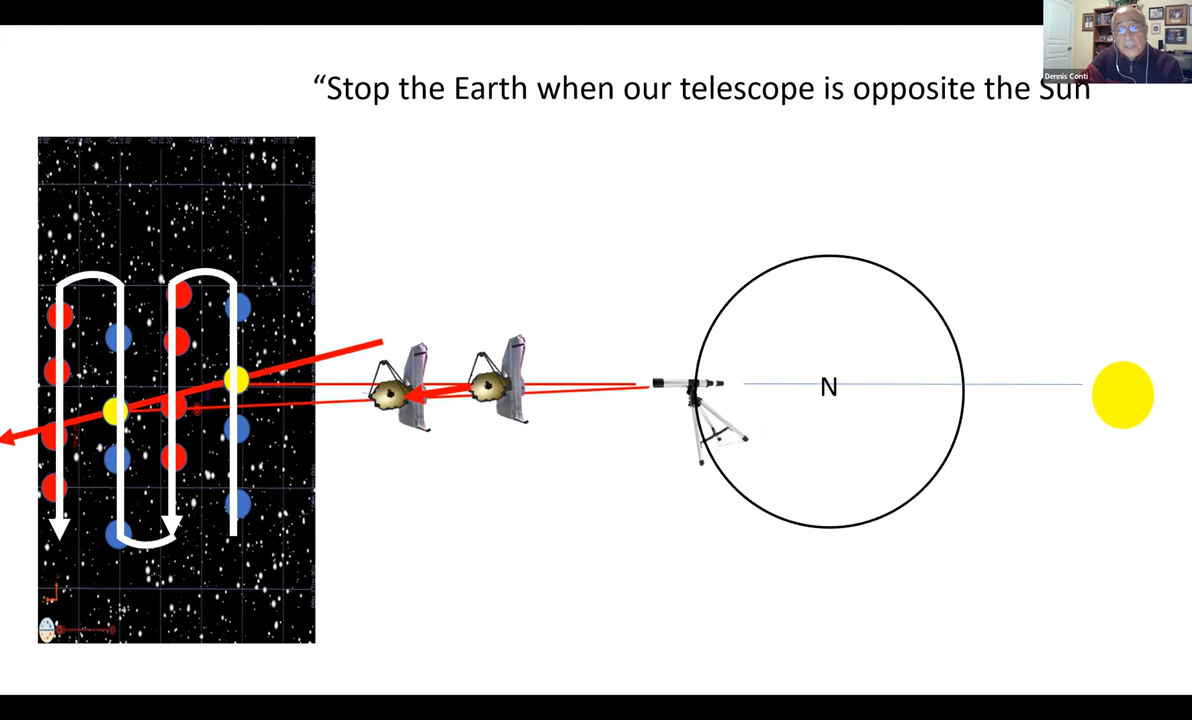 Dennis Conti
“Stop the Earth when our telescope is opposite the Sun
N